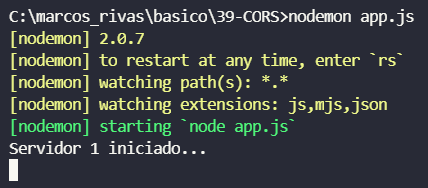 C:\marcos_rivas\basico\39-CORS>nodemon app.js
[nodemon] 2.0.7
[nodemon] to restart at any time, enter `rs`
[nodemon] watching path(s): *.*
[nodemon] watching extensions: js,mjs,json
[nodemon] starting `node app.js`
Servidor 1 iniciado...